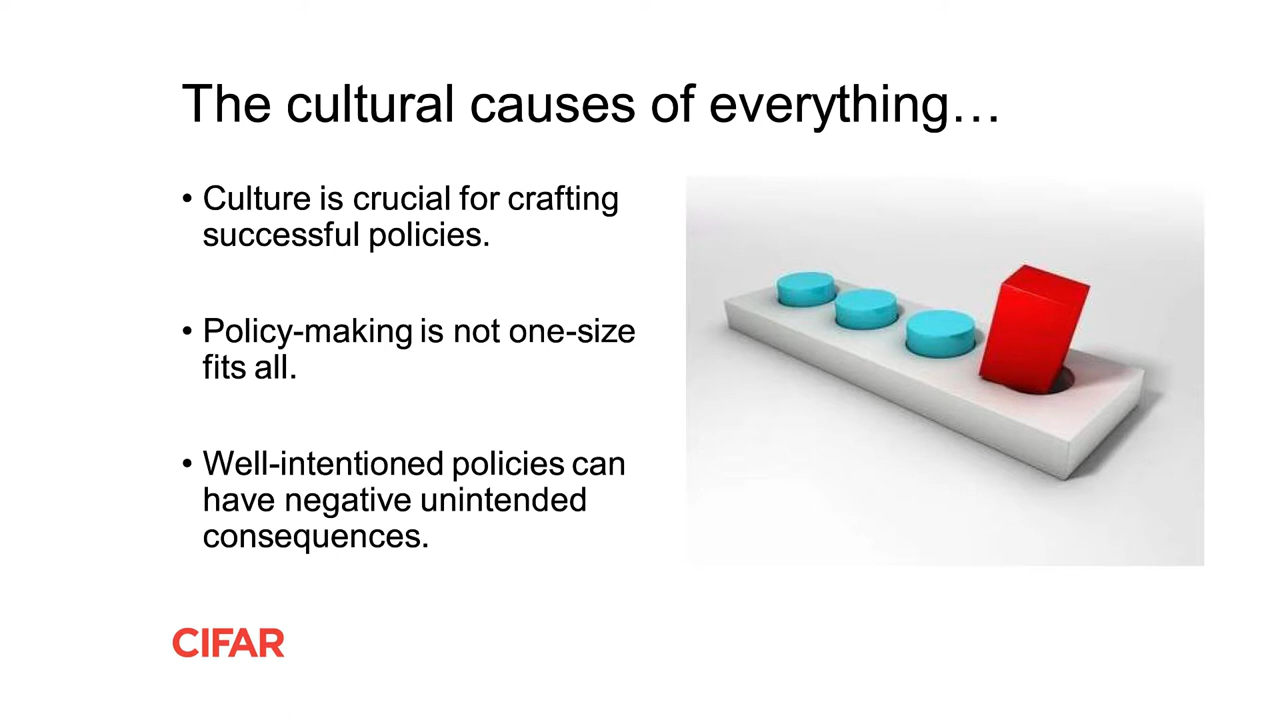 The cultural causes of everything…
• Culture is crucial for crafting
successful policies.
• Policy-making is not one-size
fits all.
• Well-intentioned policies can
have negative unintended
consequences.
CIFAR